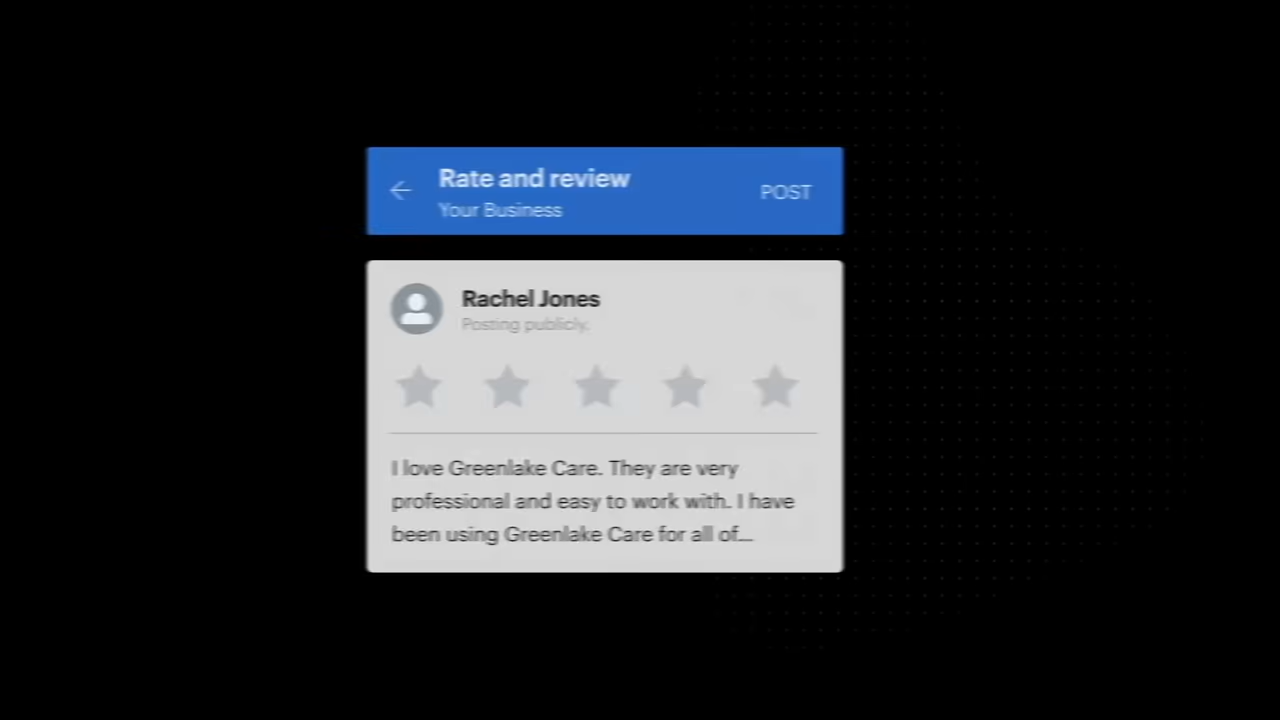 Rate and review
Your Business
POST
Rachel Jones
Posting publicly.
I love Greenlake Care. They are very
professional and easy to work with. I have
been using Greenlake Care for all of...